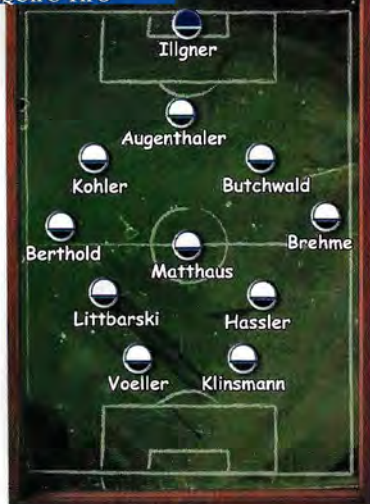 Illgner
Augenthaler
Kohler
Butchwald
Berthold
Matthaus
Brehme
Littbarski
Hassler
Voeller
Klinsmann